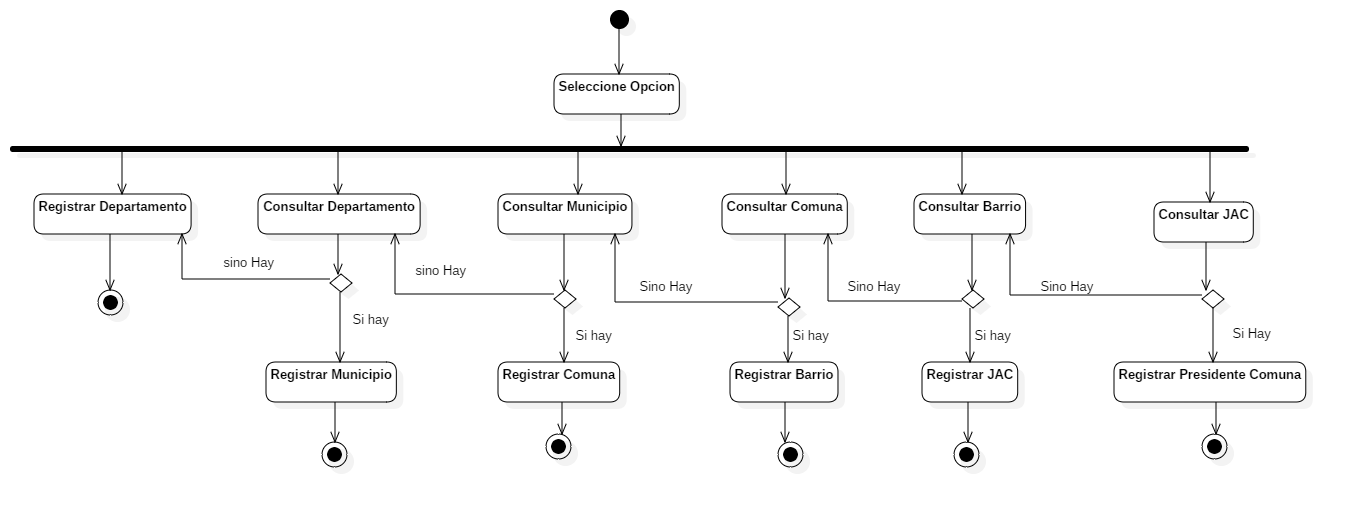 Seleccione Opcion
Registrar Departamento
Consultar Departamento
Consultar Municipio
Consultar Comuna
Consultar Barrio
Consultar JAC
sino Hay
sino Hay
Sino Hay
Sino Hay
Sino Hay
Si hay
Si hay
Si hay
Si hay
Si Hay
Registrar Municipio
Registrar Comuna
Registrar Barrio
Registrar JAC
Registrar Presidente Comuna